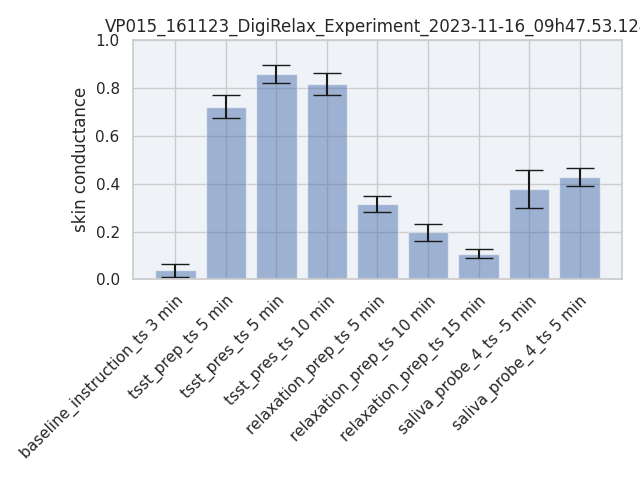 VP015_161123_DigiRelax_Experiment_2023-11-16_09h47.53.12
1.0
0.8
0.6
0.4
0.2
0.0
skin conductance
baseline_instruction_ts 3 min
tsst_prep_ts 5 min
tsst_pres_ts 5 min
tsst_pres_ts 10 min
relaxation_prep_ts 5 min
relaxation_prep_ts 10 min
relaxation_prep_ts 15 min
saliva_probe_4_ts -5 min
saliva_probe_4_ts 5 min